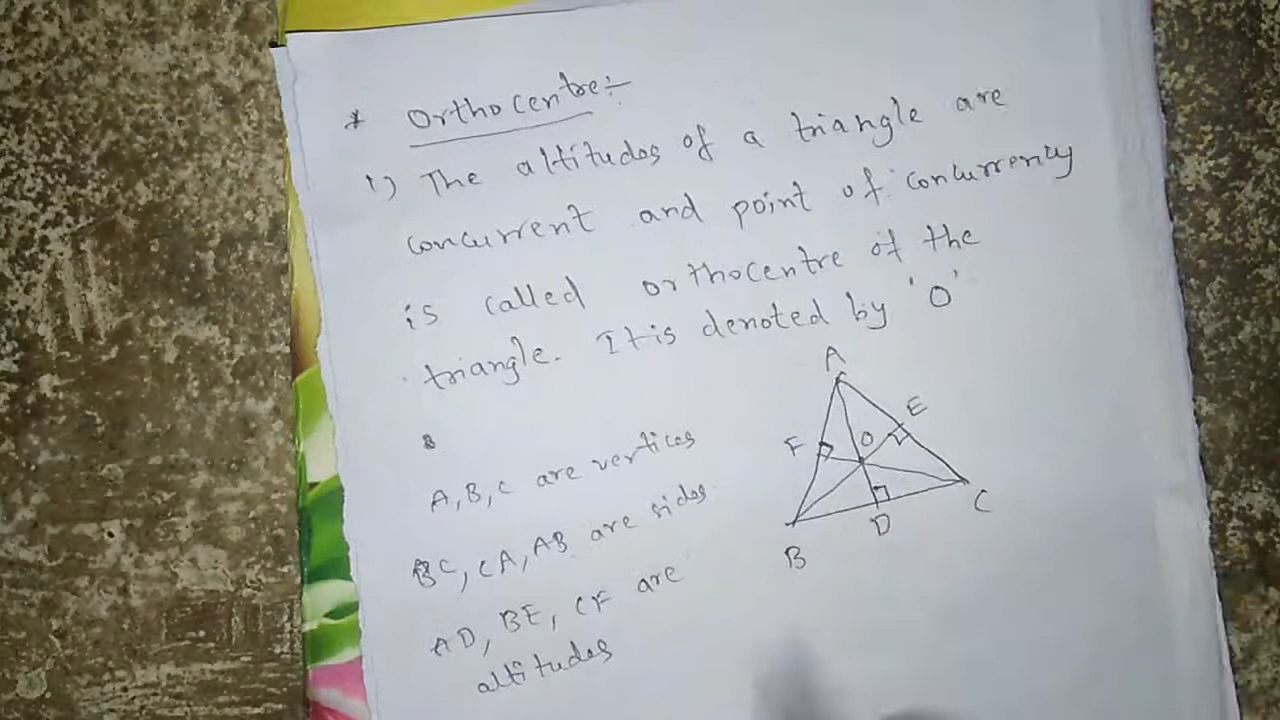 * Orthocentre:-
1) The altitudes of a triangle are
concurrent and point of concurrency
is called orthocentre of the
triangle. It is denoted by 'O'
A, B, C are vertices
BC, CA, AB are sides
AD, BE, CF are
altitudes
A
E
F
O
D
C
B